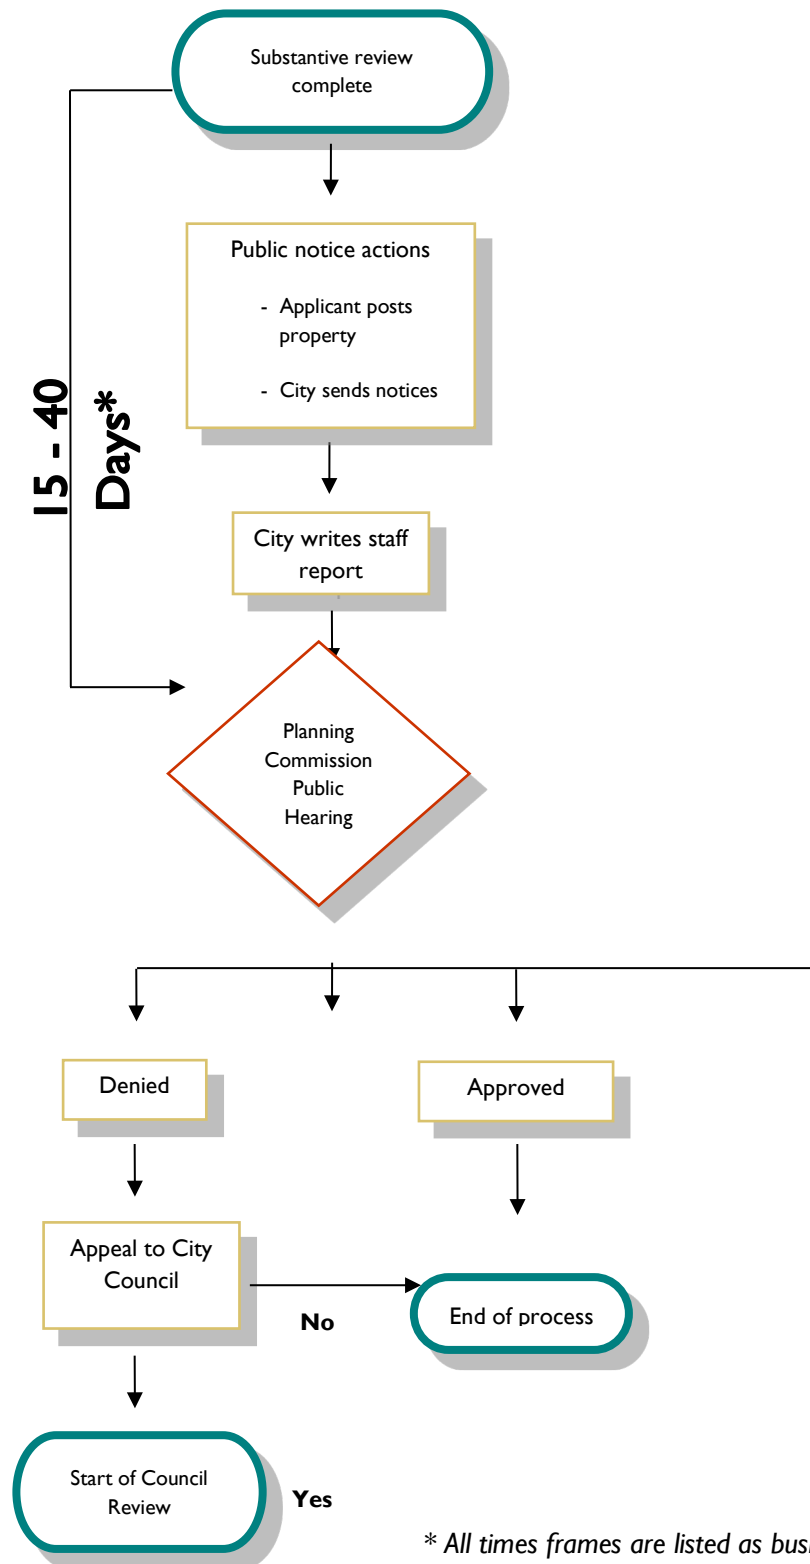 Substantive review
complete
Public notice actions
- Applicant posts
property
- City sends notices
15 - 40
Days*
City writes staff
report
Planning
Commission
Public
Hearing
Denied
Approved
Appeal to City
Council
No
End of process
Start of Council
Review
Yes
* All times frames are listed as